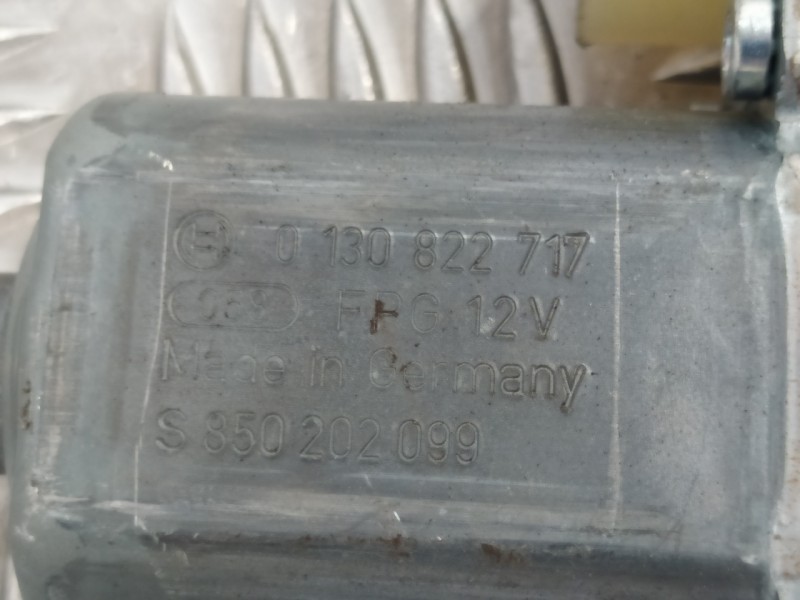 0 130 822 717
FPG 12V
Made in Germany
S 850 202 099